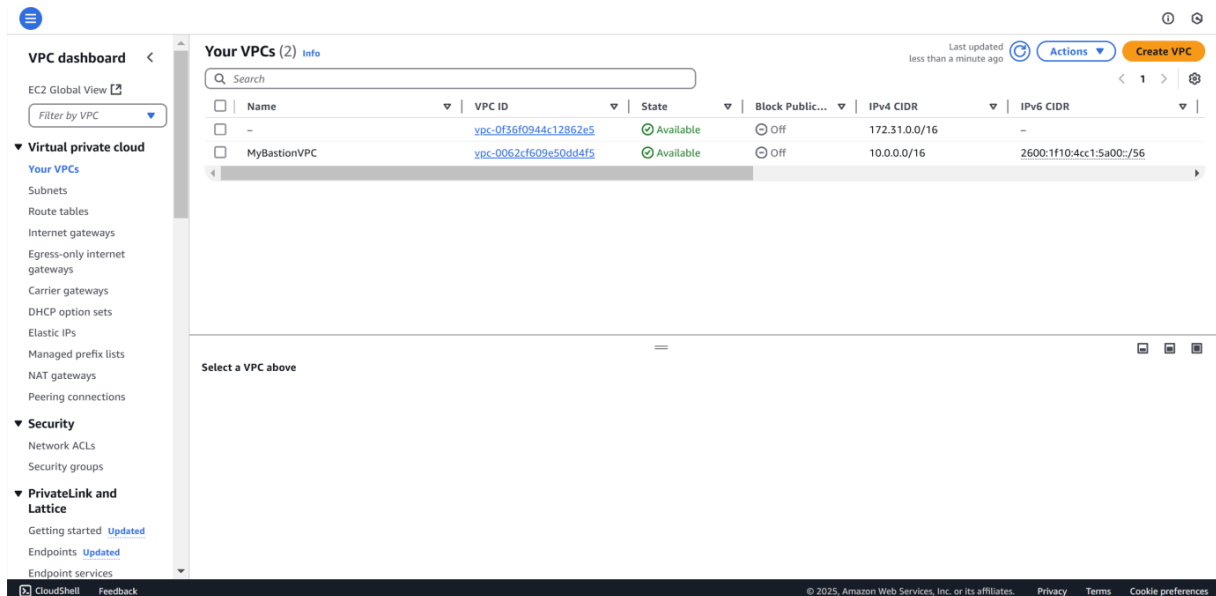 VPC dashboard
EC2 Global View
Filter by VPC
Virtual private cloud
Your VPCs
Subnets
Route tables
Internet gateways
Egress-only internet
gateways
Carrier gateways
DHCP option sets
Elastic IPs
Managed prefix lists
NAT gateways
Peering connections
Security
Network ACLs
Security groups
PrivateLink and
Lattice
Getting started Updated
Endpoints Updated
Endpoint services
Your VPCs (2) Info
Last updated
less than a minute ago
Actions
Create VPC
Search
1
Name VPC ID State Block Public... IPv4 CIDR IPv6 CIDR
– vpc-0f36f0944c12862e5 Available Off 172.31.0.0/16 –
MyBastionVPC vpc-0062cf609e50dd4f5 Available Off 10.0.0.0/16 2600:1f10:4cc1:5a00::/56
Select a VPC above
CloudShell Feedback © 2025, Amazon Web Services, Inc. or its affiliates. Privacy Terms Cookie preferences